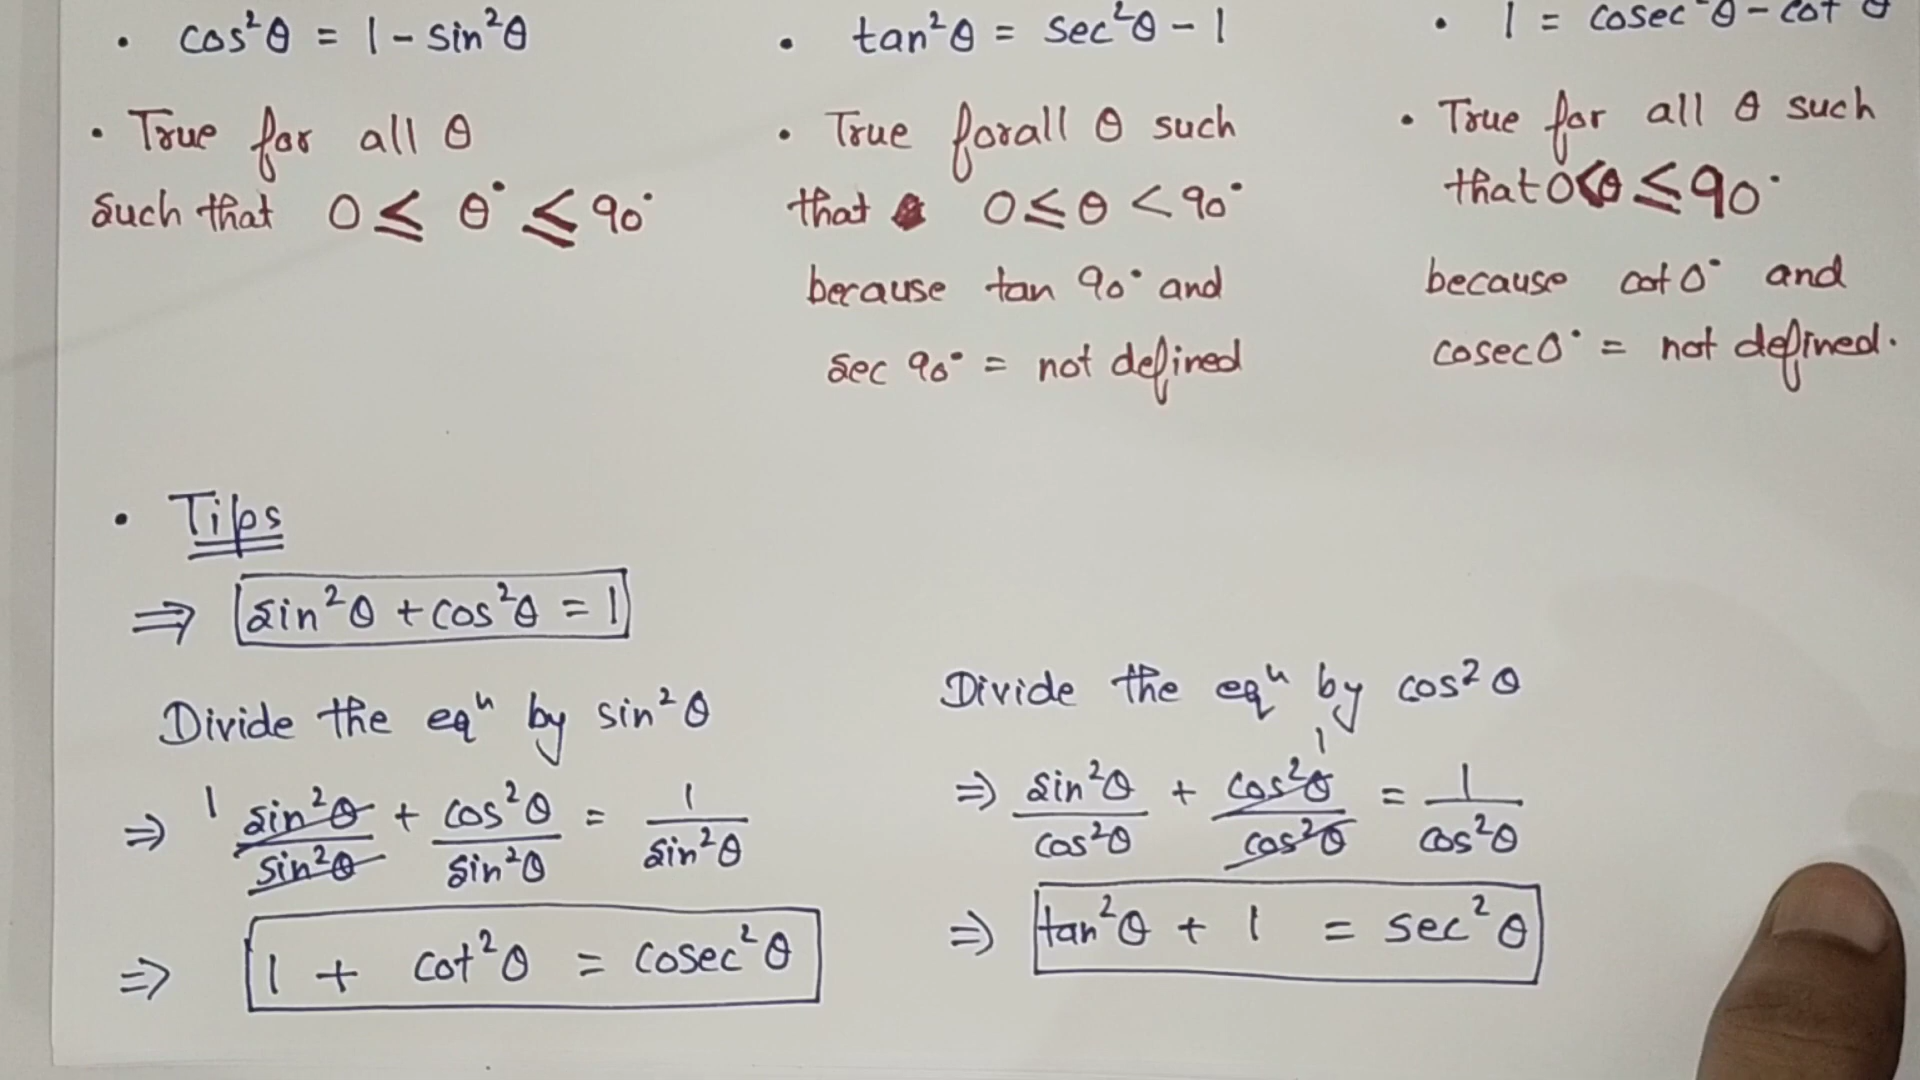 • cos²θ = 1 - sin²θ
• True for all θ
such that 0 ≤ θ° ≤ 90°
• tan²θ = sec²θ - 1
• True forall θ such
that 0 ≤ θ < 90°
because tan 90° and
sec 90° = not defined
• 1 = cosec²θ - cot²θ
• True for all θ such
that 0 < θ ≤ 90°
because cot 0° and
cosec 0° = not defined.
• Tips
⇒ sin²θ + cos²θ = 1
Divide the eqⁿ by sin²θ
⇒ 1 sin²θ/sin²θ + cos²θ/sin²θ = 1/sin²θ
⇒ 1 + cot²θ = cosec²θ
Divide the eqⁿ by cos²θ
1
⇒ sin²θ/cos²θ + cos²θ/cos²θ = 1/cos²θ
⇒ tan²θ + 1 = sec²θ